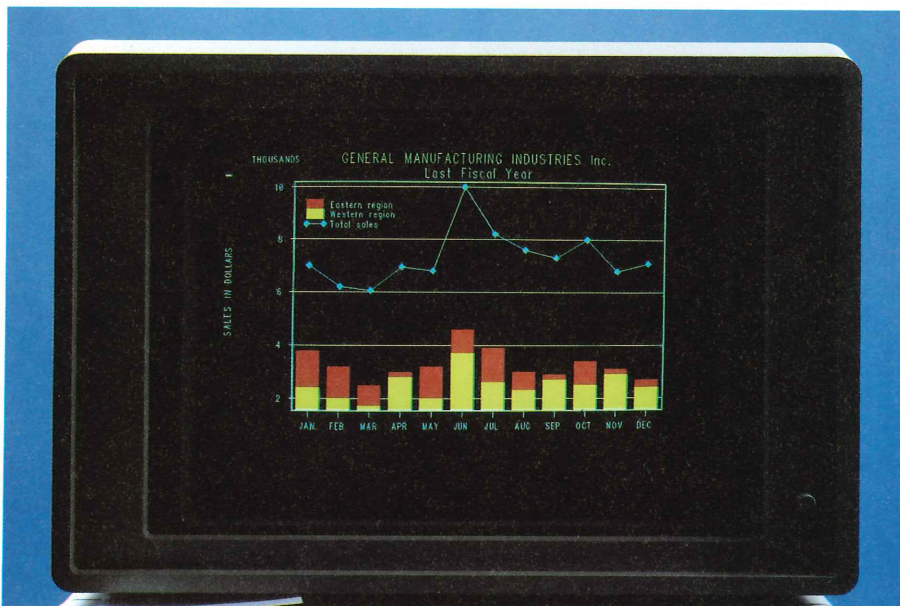 THOUSANDS
GENERAL MANUFACTURING INDUSTRIES Inc.
Last Fiscal Year
10
8
6
4
2
SALES IN DOLLARS
Eastern region
Western region
Total sales
JAN. FEB MAR APR MAY JUN JUL AUG SEP OCT NOV DEC